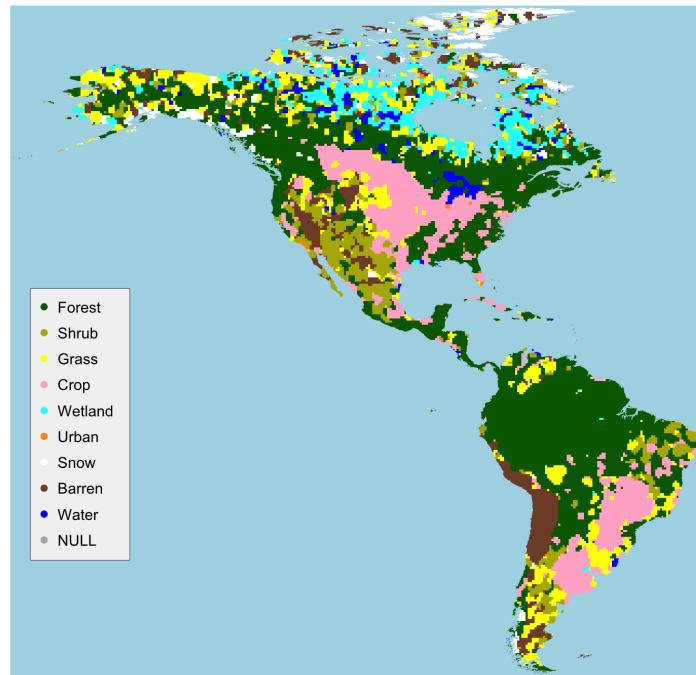 Forest
Shrub
Grass
Crop
Wetland
Urban
Snow
Barren
Water
NULL